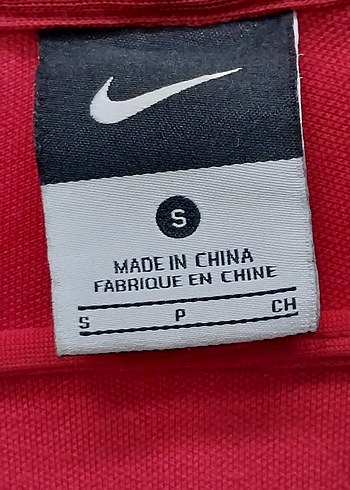 S
MADE IN CHINA
FABRIQUE EN CHINE
S P CH